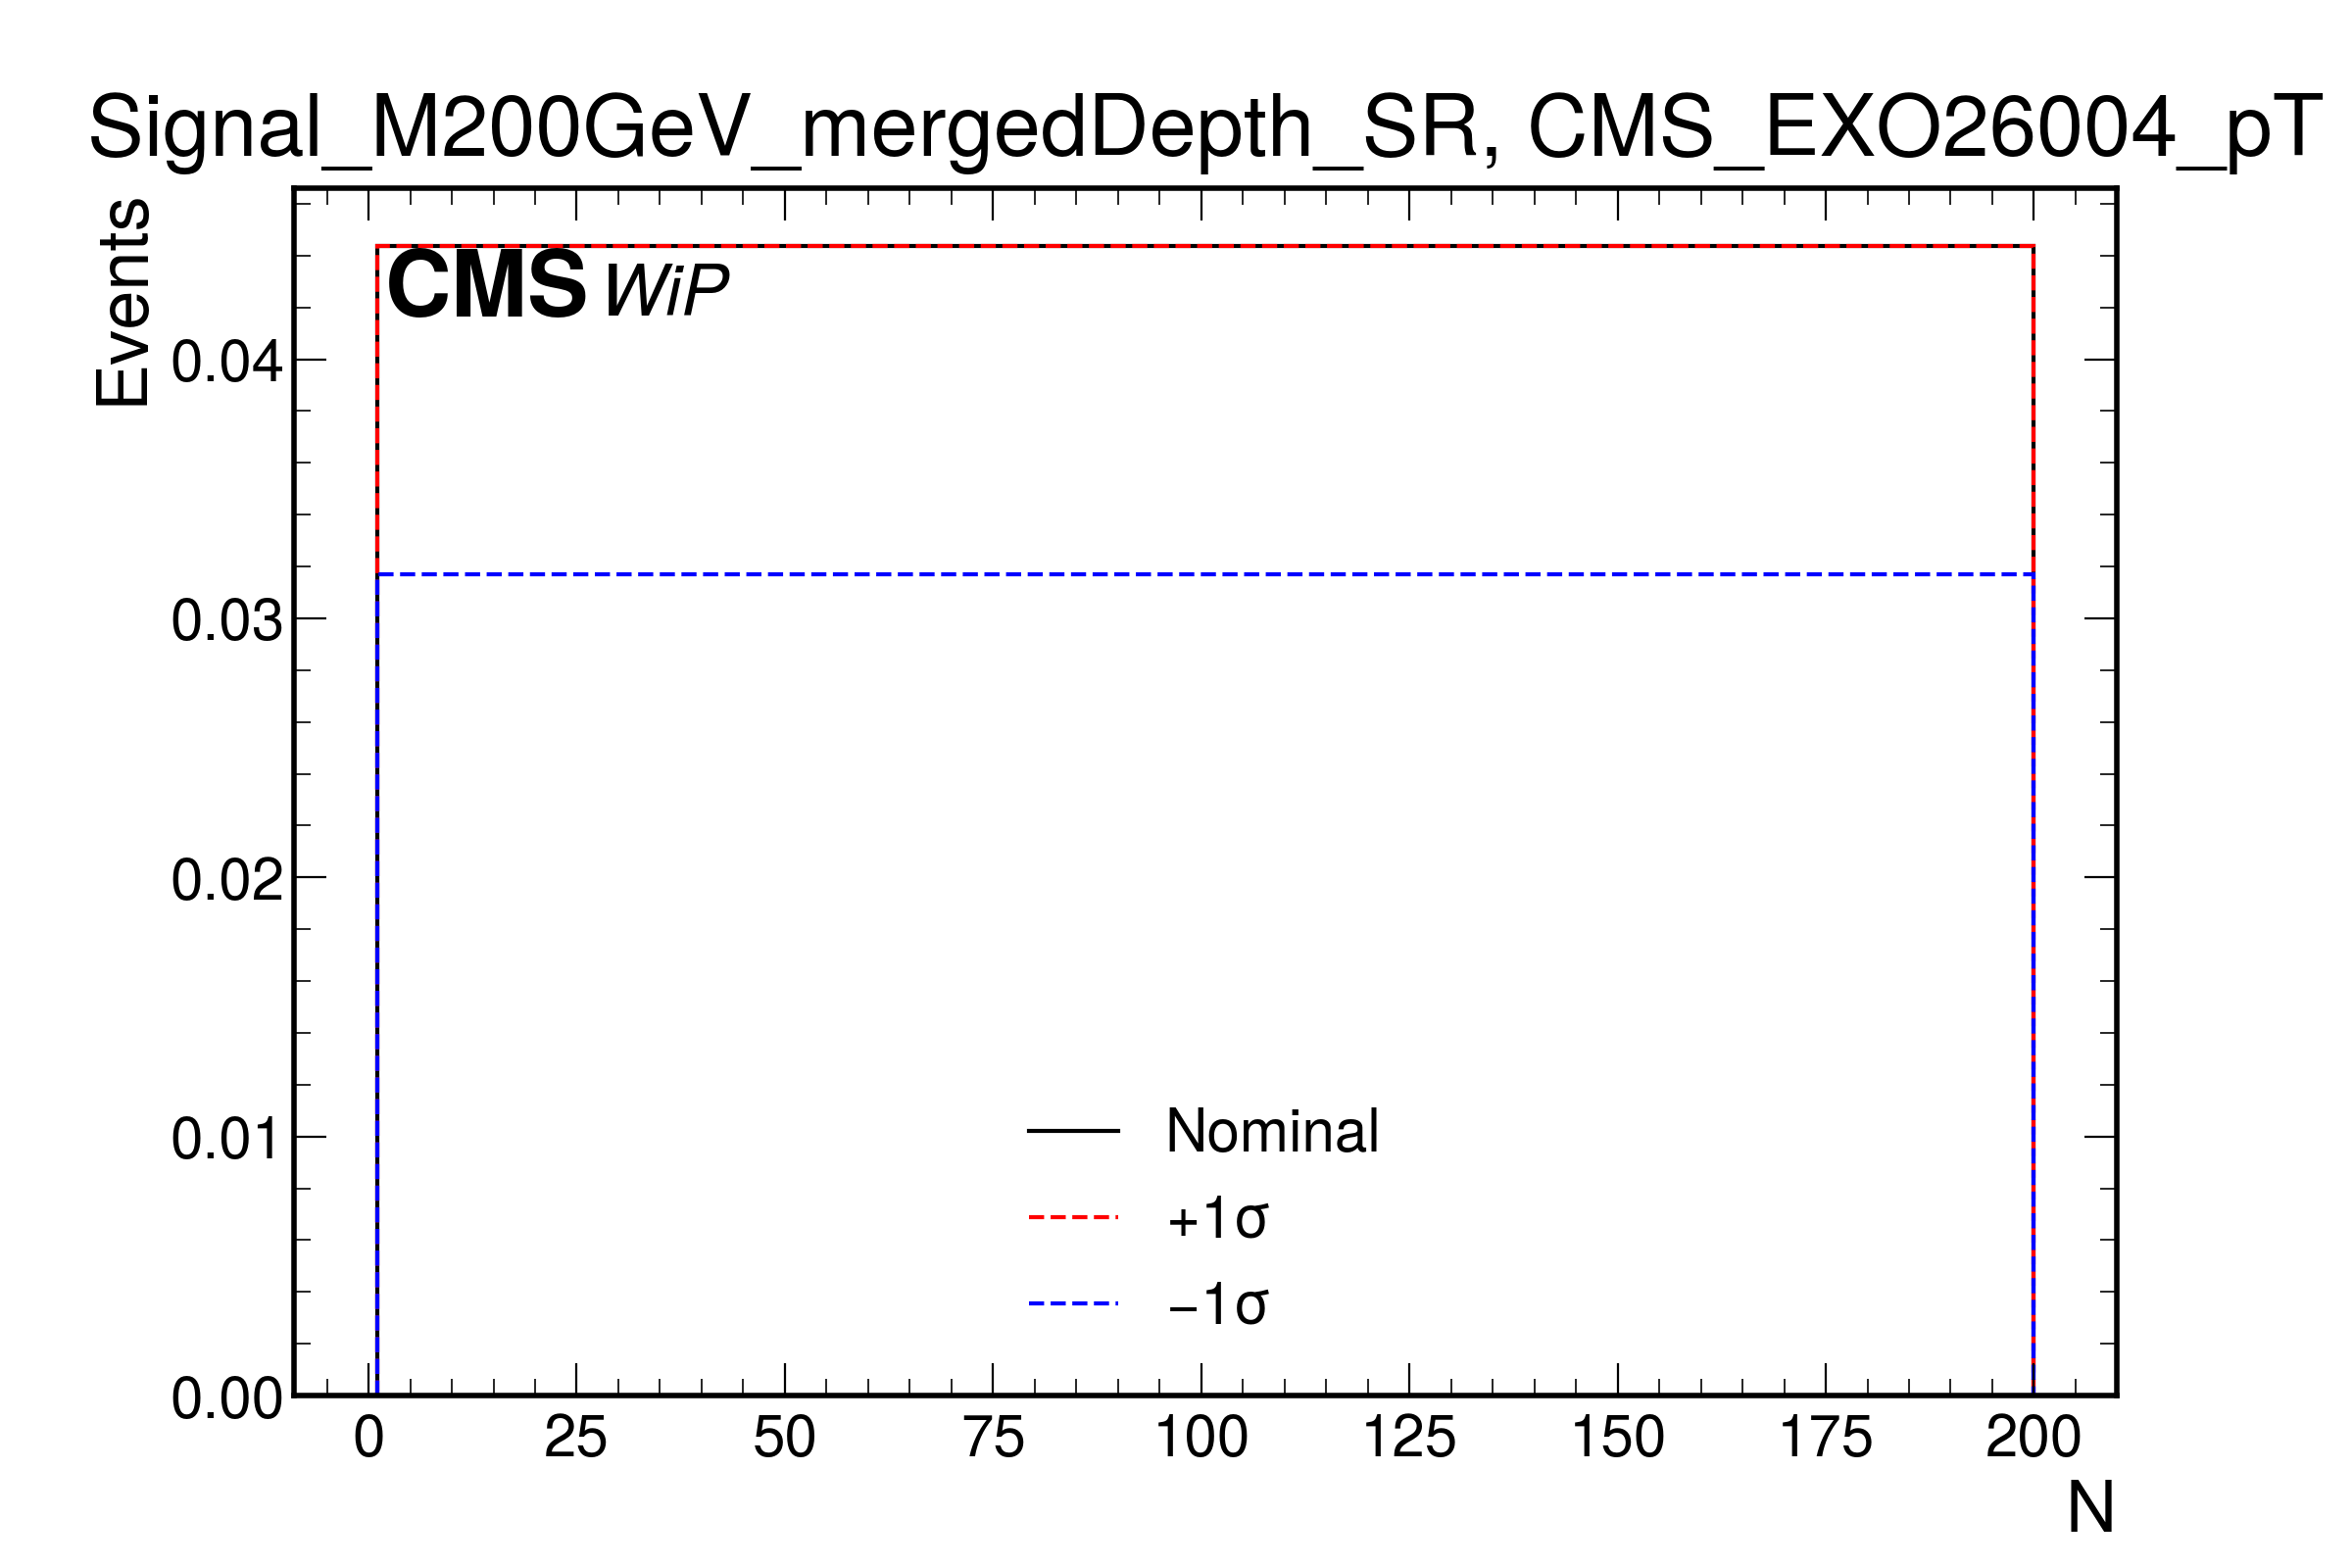 Signal_M200GeV_mergedDepth_SR, CMS_EXO26004_pT
Events
CMS WiP
0.04
0.03
0.02
0.01
0.00
Nominal
+1σ
−1σ
0 25 50 75 100 125 150 175 200
N